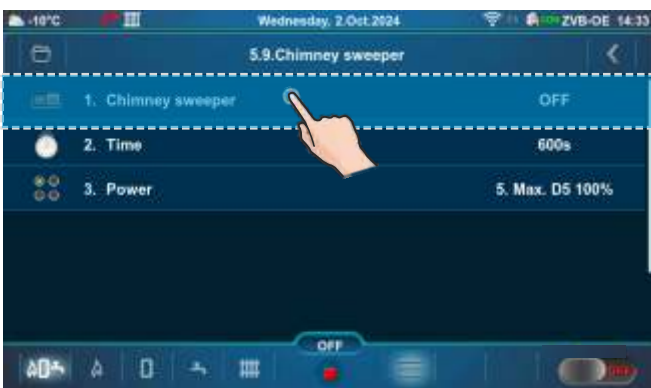 -10°C Wednesday, 2.Oct.2024 ZVB-OE 14:33
5.9.Chimney sweeper
1. Chimney sweeper OFF
2. Time 600s
3. Power 5. Max. D5 100%
OFF
OFF